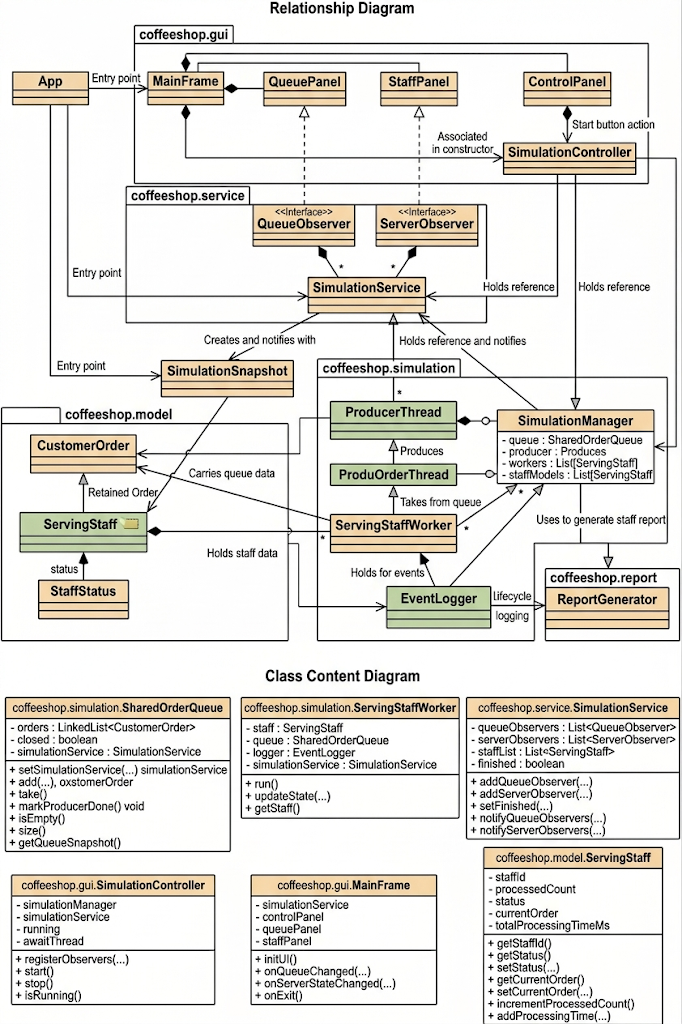 Relationship Diagram
coffeeshop.gui
App
Entry point
MainFrame
QueuePanel
StaffPanel
ControlPanel
Start button action
Associated
in constructor
SimulationController
coffeeshop.service
<<Interface>>
QueueObserver
<<Interface>>
ServerObserver
*
*
Entry point
SimulationService
Holds reference
Holds reference
Creates and notifies with
Holds reference and notifies
Entry point
SimulationSnapshot
coffeeshop.simulation
*
coffeeshop.model
ProducerThread
SimulationManager
- queue : SharedOrderQueue
- producer : Produces
- workers : List([ServingStaff]
- staffModels : List[ServingStaff
CustomerOrder
Produces
ProduOrderThread
Carries queue data
Retained Order
Takes from queue
*
ServingStaff
ServingStaffWorker
*
*
Uses to generate staff report
Holds staff data
status
Holds for events
StaffStatus
EventLogger
Lifecycle
logging
coffeeshop.report
ReportGenerator
Class Content Diagram
coffeeshop.simulation.SharedOrderQueue
- orders : LinkedList<CustomerOrder>
- closed : boolean
- simulationService : SimulationService
+ setSimulationService(...) simulationService
+ add(...), oxstomerOrder
+ take()
+ markProducerDone() void
+ isEmpty()
+ size()
+ getQueueSnapshot()
coffeeshop.simulation.ServingStaffWorker
- staff : ServingStaff
- queue : SharedOrderQueue
- logger : EventLogger
- simulationService : SimulationService
+ run()
+ updateState(...)
+ getStaff()
coffeeshop.service.SimulationService
- queueObservers : List<QueueObserver>
- serverObservers : List<ServerObserver>
- staffList : List<ServingStaff>
- finished : boolean
+ addQueueObserver(...)
+ addServerObserver(...)
+ setFinished(...)
+ notifyQueueObservers(...)
+ notifyServerObservers(...)
coffeeshop.gui.SimulationController
- simulationManager
- simulationService
- running
- awaitThread
+ registerObservers(...)
+ start()
+ stop()
+ isRunning()
coffeeshop.gui.MainFrame
- simulationService
- controlPanel
- queuePanel
- staffPanel
+ initUI()
+ onQueueChanged(...)
+ onServerStateChanged(...)
+ onExit()
coffeeshop.model.ServingStaff
- staffId
- processedCount
- status
- currentOrder
- totalProcessingTimeMs
+ getStaffId()
+ getStatus()
+ setStatus(...)
+ getCurrentOrder()
+ setCurrentOrder(...)
+ incrementProcessedCount()
+ addProcessingTime(...)